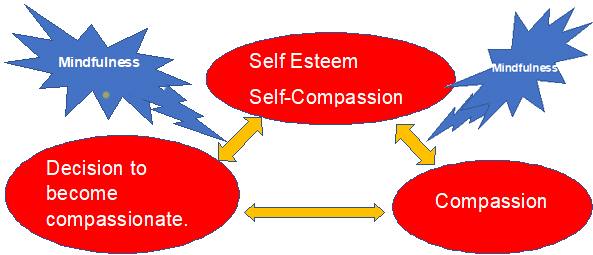 Mindfulness
Mindfulness
Self Esteem
Self-Compassion
Decision to
become
compassionate.
Compassion